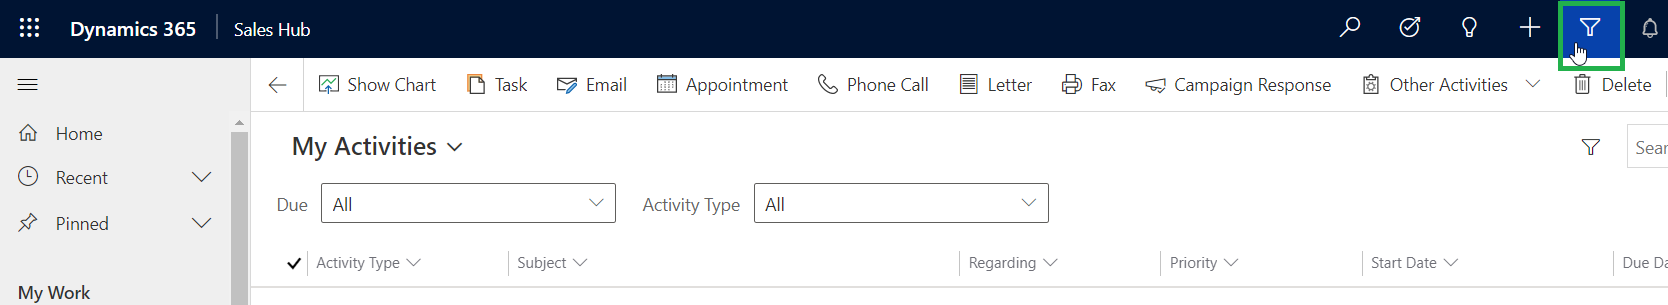 Dynamics 365 Sales Hub
Show Chart Task Email Appointment Phone Call Letter Fax Campaign Response Other Activities Delete
Home
Recent
Pinned
My Work
My Activities
Due All Activity Type All
Activity Type Subject Regarding Priority Start Date Due